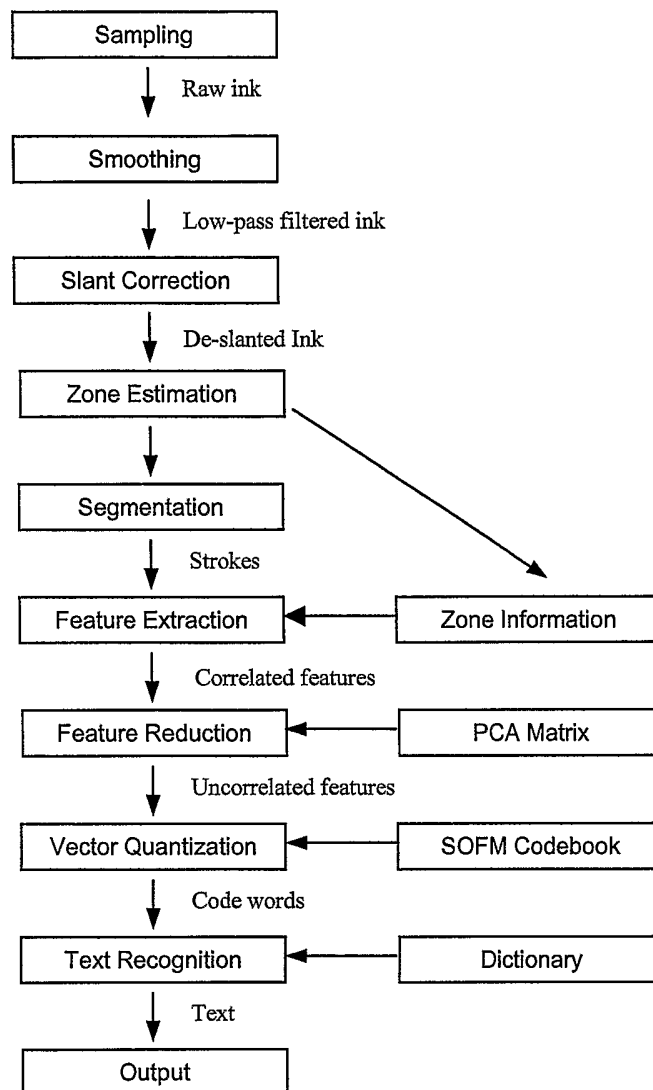 Sampling
Raw ink
Smoothing
Low-pass filtered ink
Slant Correction
De-slanted Ink
Zone Estimation
Segmentation
Strokes
Feature Extraction
Zone Information
Correlated features
Feature Reduction
PCA Matrix
Uncorrelated features
Vector Quantization
SOFM Codebook
Code words
Text Recognition
Dictionary
Text
Output